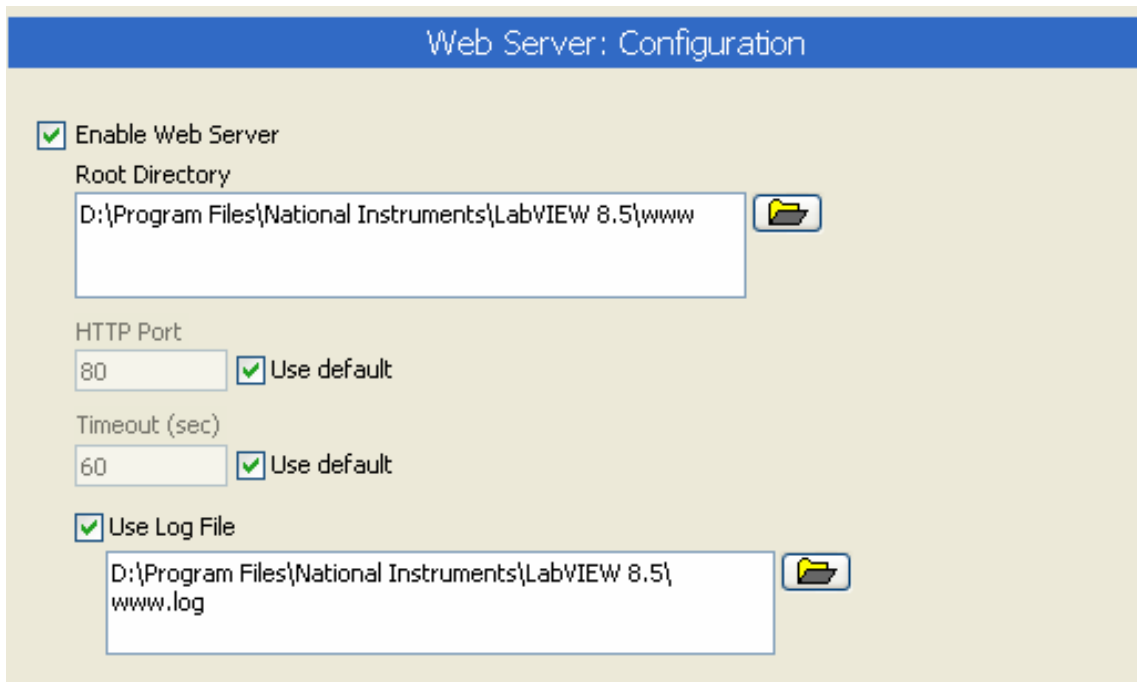 Web Server: Configuration
Enable Web Server
Root Directory
D:\Program Files\National Instruments\LabVIEW 8.5\www
HTTP Port
80 Use default
Timeout (sec)
60 Use default
Use Log File
D:\Program Files\National Instruments\LabVIEW 8.5\
www.log